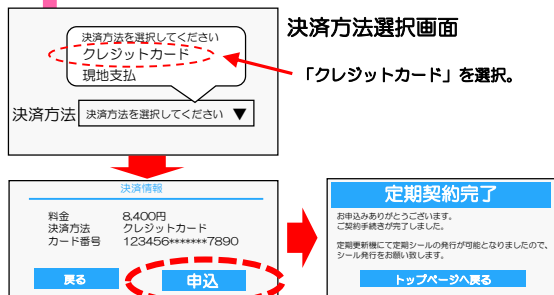 決済方法選択画面
決済方法を選択してください
クレジットカード
現地支払
「クレジットカード」を選択。
決済方法 決済方法を選択してください ▼
決済情報
料金 8,400円
決済方法 クレジットカード
カード番号 123456*******7890
戻る 申込
定期契約完了
お申込みありがとうございます。
ご契約手続きが完了しました。
定期更新機にて定期シールの発行が可能となりましたので、
シール発行をお願い致します。
トップページへ戻る